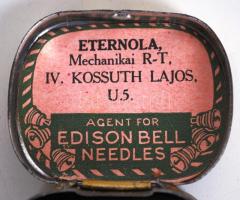 ETERNOLA,
Mechanikai R-T,
IV. KOSSUTH LAJOS,
U.5.
AGENT FOR
EDISON BELL
NEEDLES